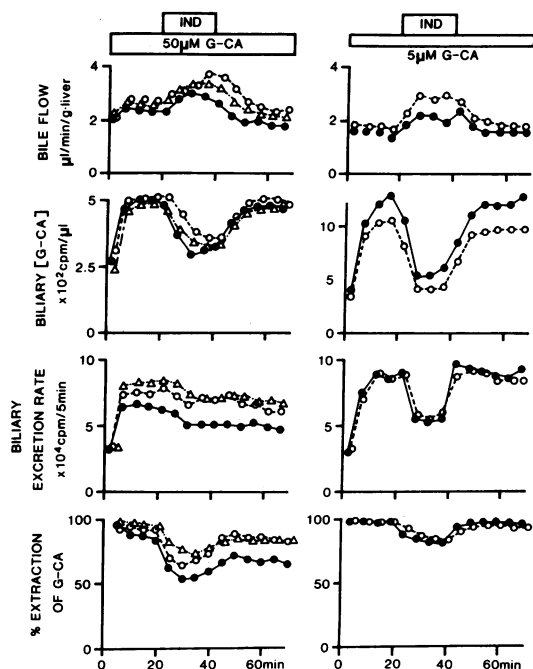 IND
50µM G-CA
IND
5µM G-CA
BILE FLOW
µl/min/g·liver
4
2
0
4
2
0
BILIARY [G-CA]
x10²cpm/µl
5
2.5
0
10
5
0
BILIARY
EXCRETION RATE
x10⁴cpm/5min
10
5
0
10
5
0
% EXTRACTION
OF G-CA
100
50
0
100
50
0
0 20 40 60min
0 20 40 60min